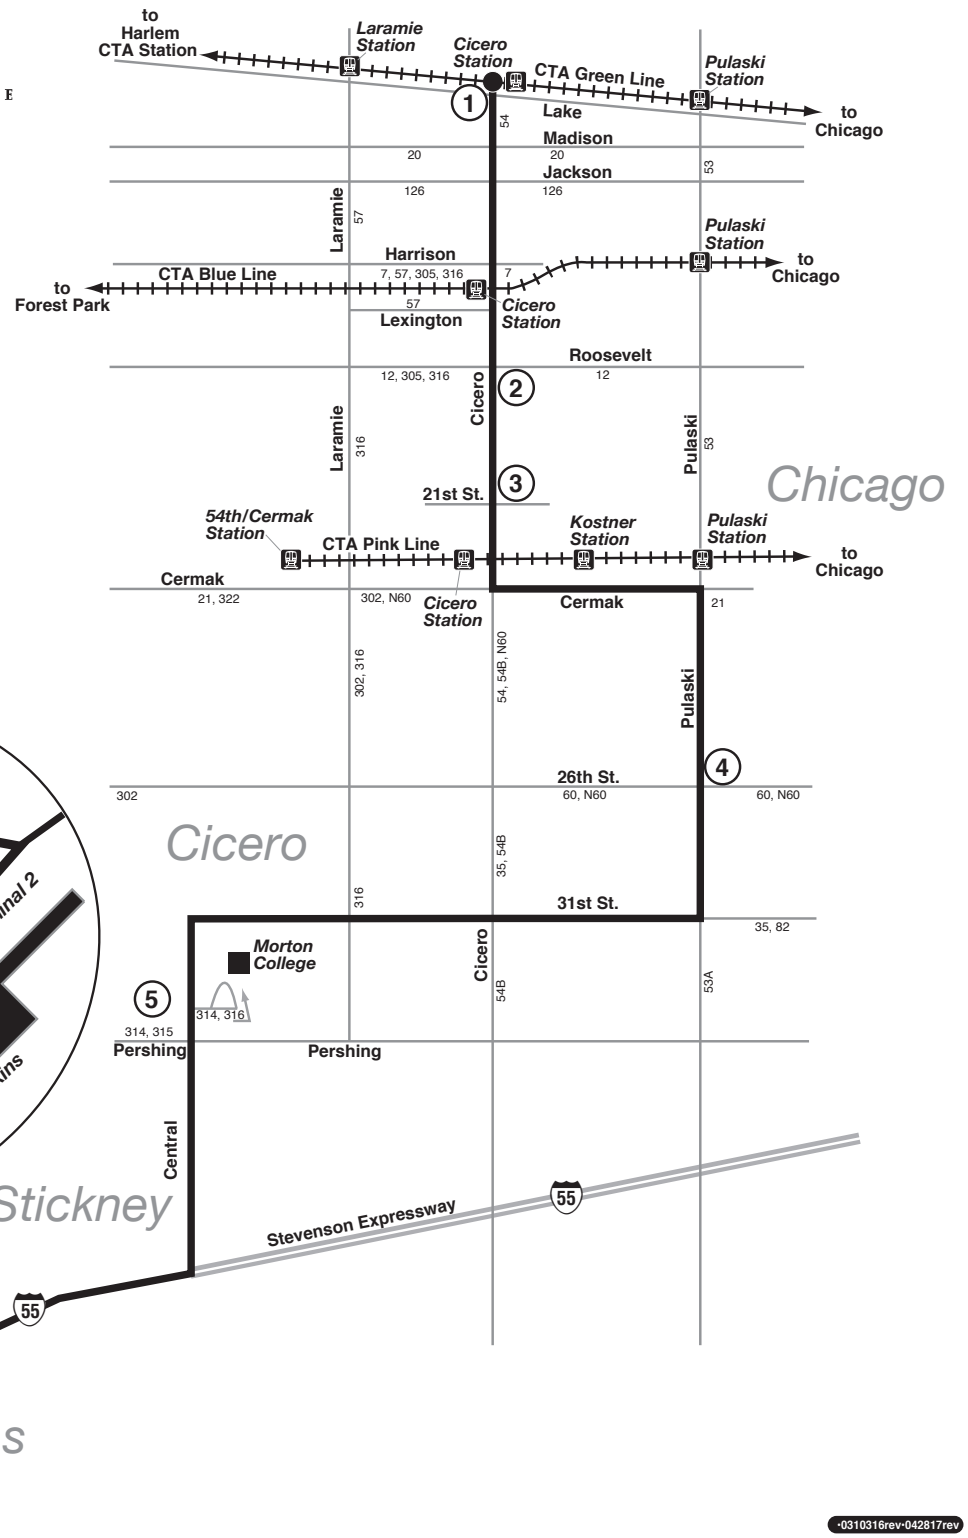 to
Harlem
CTA Station
Laramie
Station
Cicero
Station
CTA Green Line
Pulaski
Station
E
1
54
Lake
to
Chicago
Madison
20
20
53
Jackson
126
126
Laramie
57
Pulaski
Station
Harrison
7, 57, 305, 316
7
CTA Blue Line
to
Chicago
to
Forest Park
57
Cicero
Station
Lexington
Roosevelt
12, 305, 316
12
Cicero
2
Laramie
316
Pulaski
53
Chicago
21st St.
3
54th/Cermak
Station
CTA Pink Line
Kostner
Station
Pulaski
Station
to
Chicago
Cermak
21, 322
302, N60
Cicero
Station
Cermak
21
302, 316
54, 54B, N60
Pulaski
4
26th St.
302
60, N60
60, N60
Cicero
35, 54B
inal 2
316
31st St.
35, 82
Morton
College
Cicero
54B
53A
5
314, 316
314, 315
Pershing
Pershing
Central
Stickney
Stevenson Expressway
55
55
s
•0310316rev•042817rev